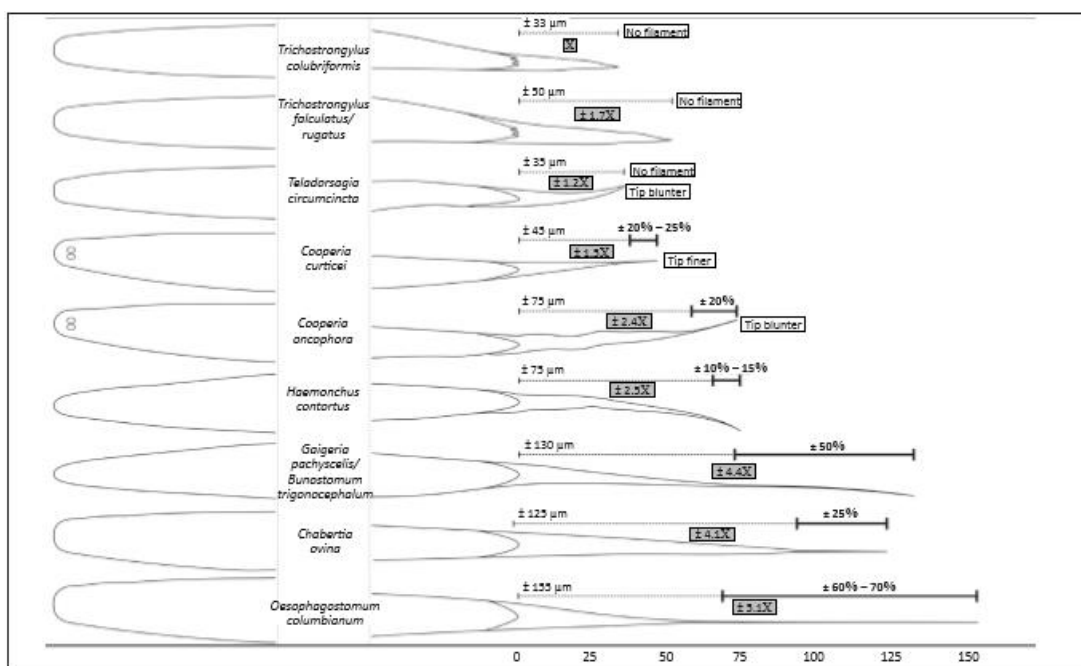 ± 33 µm
No filament
X
Trichostrongylus
colubriformis
± 50 µm
No filament
± 1.7X
Trichostrongylus
falculatus/
rugatus
± 35 µm
No filament
± 1.2X
Tip blunter
Teladorsagia
circumcincta
± 45 µm
± 20% – 25%
± 1.5X
Tip finer
Cooperia
curticei
± 75 µm
± 20%
± 2.4X
Tip blunter
Cooperia
oncophora
± 75 µm
± 10% – 15%
± 2.5X
Haemonchus
contortus
± 130 µm
± 50%
± 4.4X
Gaigeria
pachyscelis/
Bunostomum
trigonocephalum
± 125 µm
± 25%
± 4.1X
Chabertia
ovina
± 155 µm
± 60% – 70%
± 5.1X
Oesophagostomum
columbianum
0 25 50 75 100 125 150